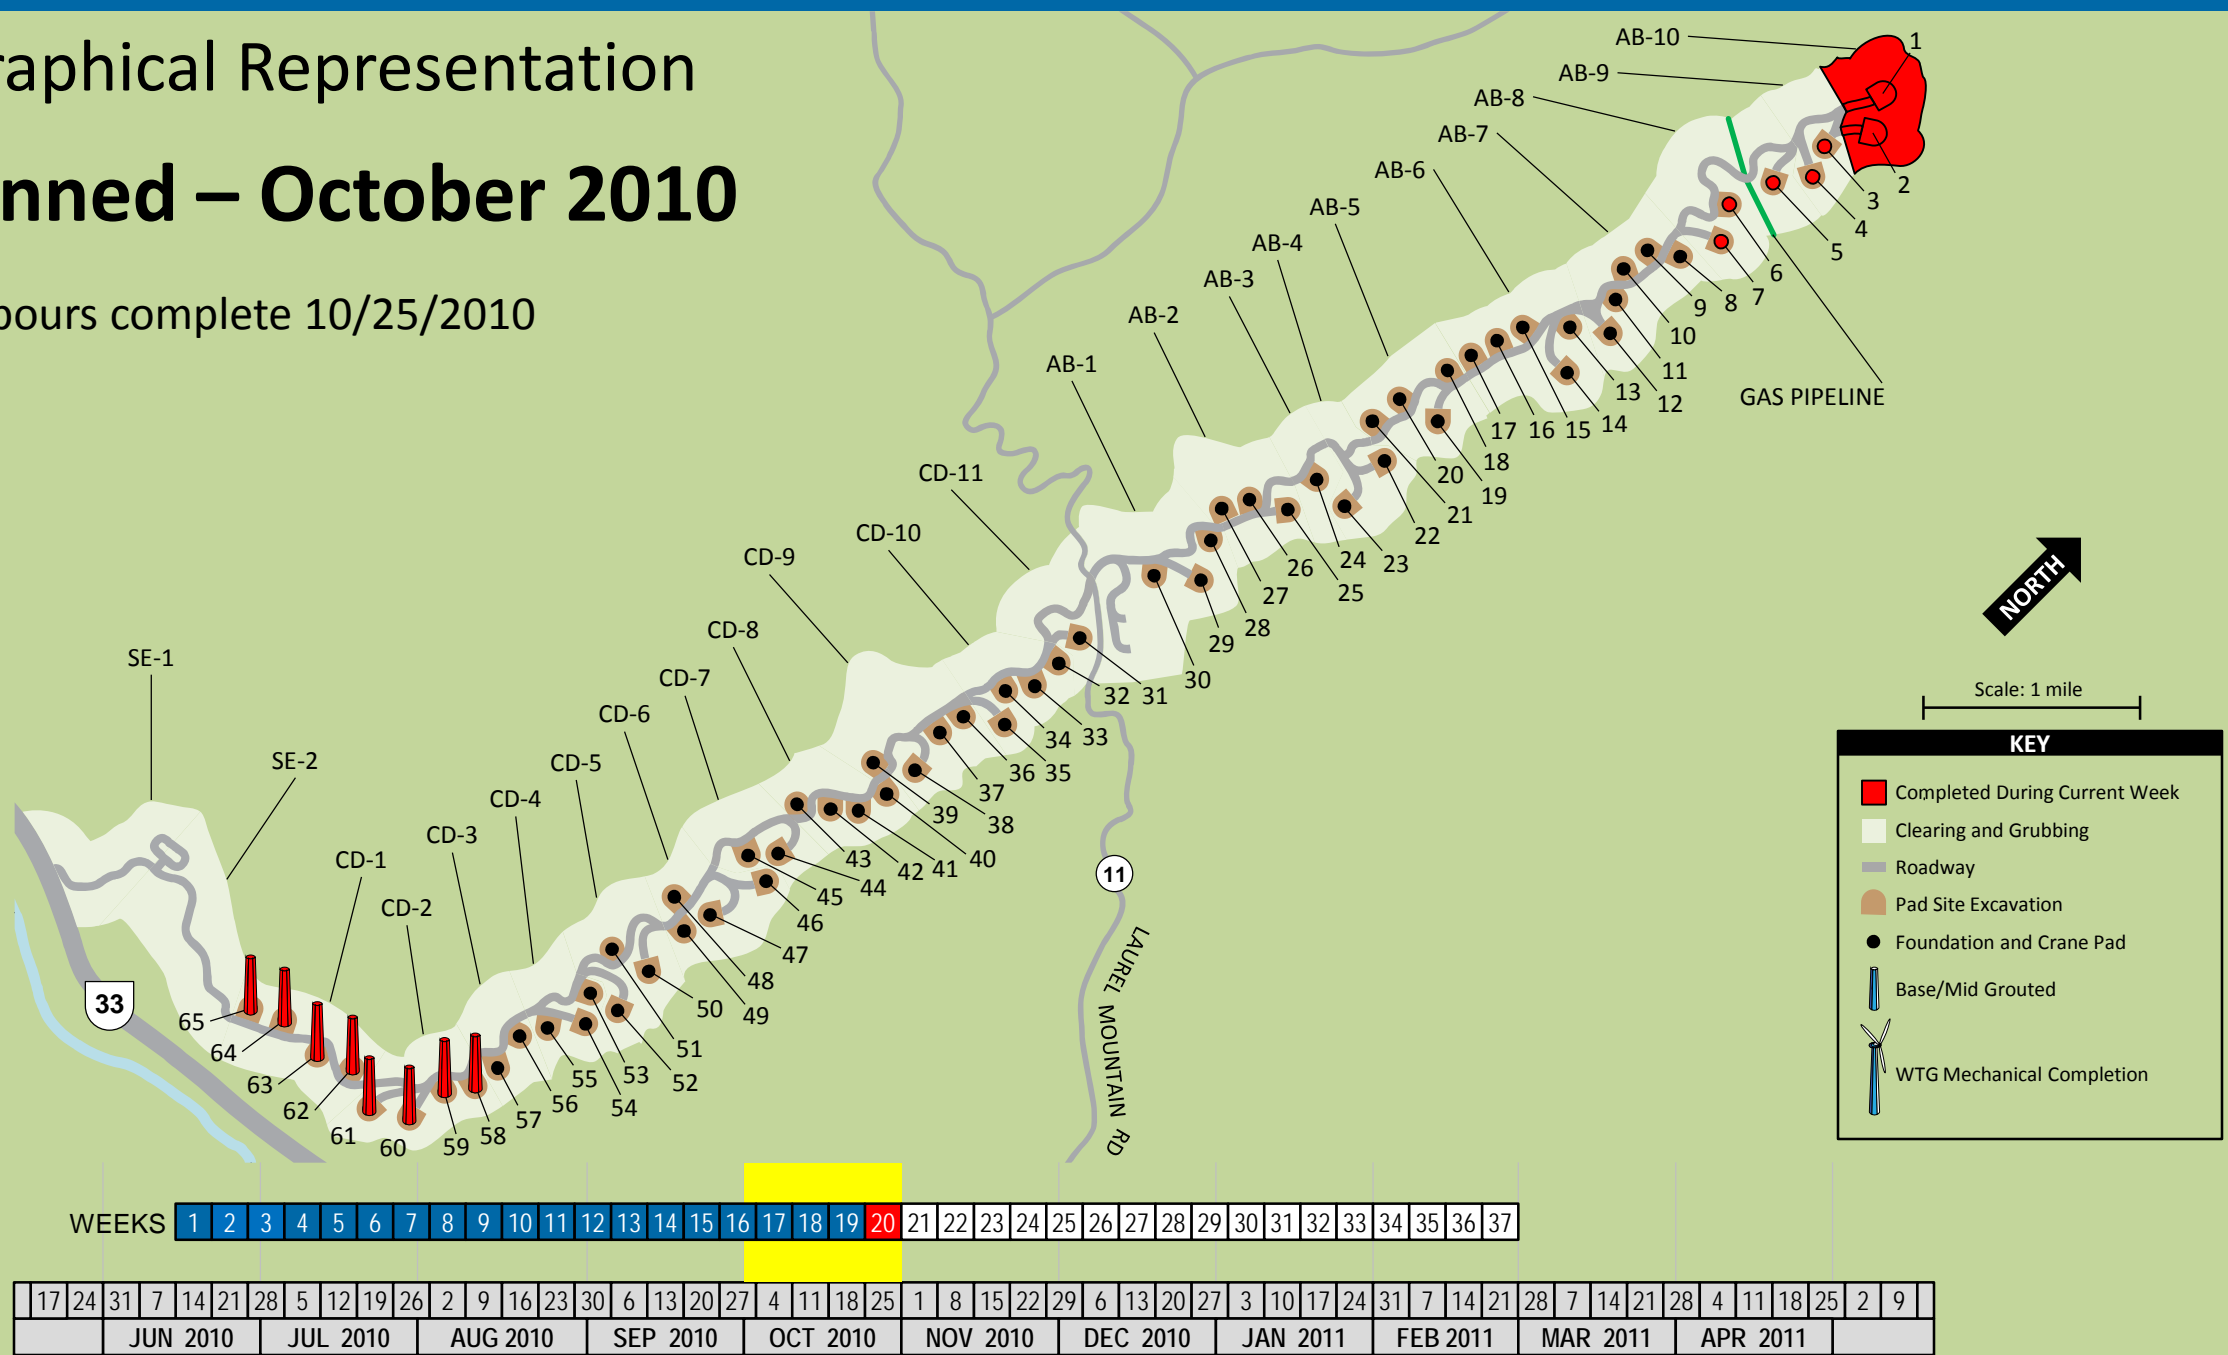 raphical Representation
nned – October 2010
pours complete 10/25/2010
AB-10
AB-9
AB-8
AB-7
AB-6
AB-5
AB-4
AB-3
AB-2
AB-1
CD-11
CD-10
CD-9
CD-8
CD-7
CD-6
CD-5
CD-4
CD-3
CD-2
CD-1
SE-2
SE-1
1
2
3
4
5
6
7
8
9
10
11
12
13
14
15
16
17
18
19
20
21
22
23
24
25
26
27
28
29
30
31
32
33
34
35
36
37
38
39
40
41
42
43
44
45
46
47
48
49
50
51
52
53
54
55
56
57
58
59
60
61
62
63
64
65
GAS PIPELINE
33
11
LAUREL MOUNTAIN RD
NORTH
Scale: 1 mile
KEY
Completed During Current Week
Clearing and Grubbing
Roadway
Pad Site Excavation
Foundation and Crane Pad
Base/Mid Grouted
WTG Mechanical Completion
WEEKS 1 2 3 4 5 6 7 8 9 10 11 12 13 14 15 16 17 18 19 20 21 22 23 24 25 26 27 28 29 30 31 32 33 34 35 36 37
17 24 31 7 14 21 28 5 12 19 26 2 9 16 23 30 6 13 20 27 4 11 18 25 1 8 15 22 29 6 13 20 27 3 10 17 24 31 7 14 21 28 7 14 21 28 4 11 18 25 2 9
JUN 2010 JUL 2010 AUG 2010 SEP 2010 OCT 2010 NOV 2010 DEC 2010 JAN 2011 FEB 2011 MAR 2011 APR 2011